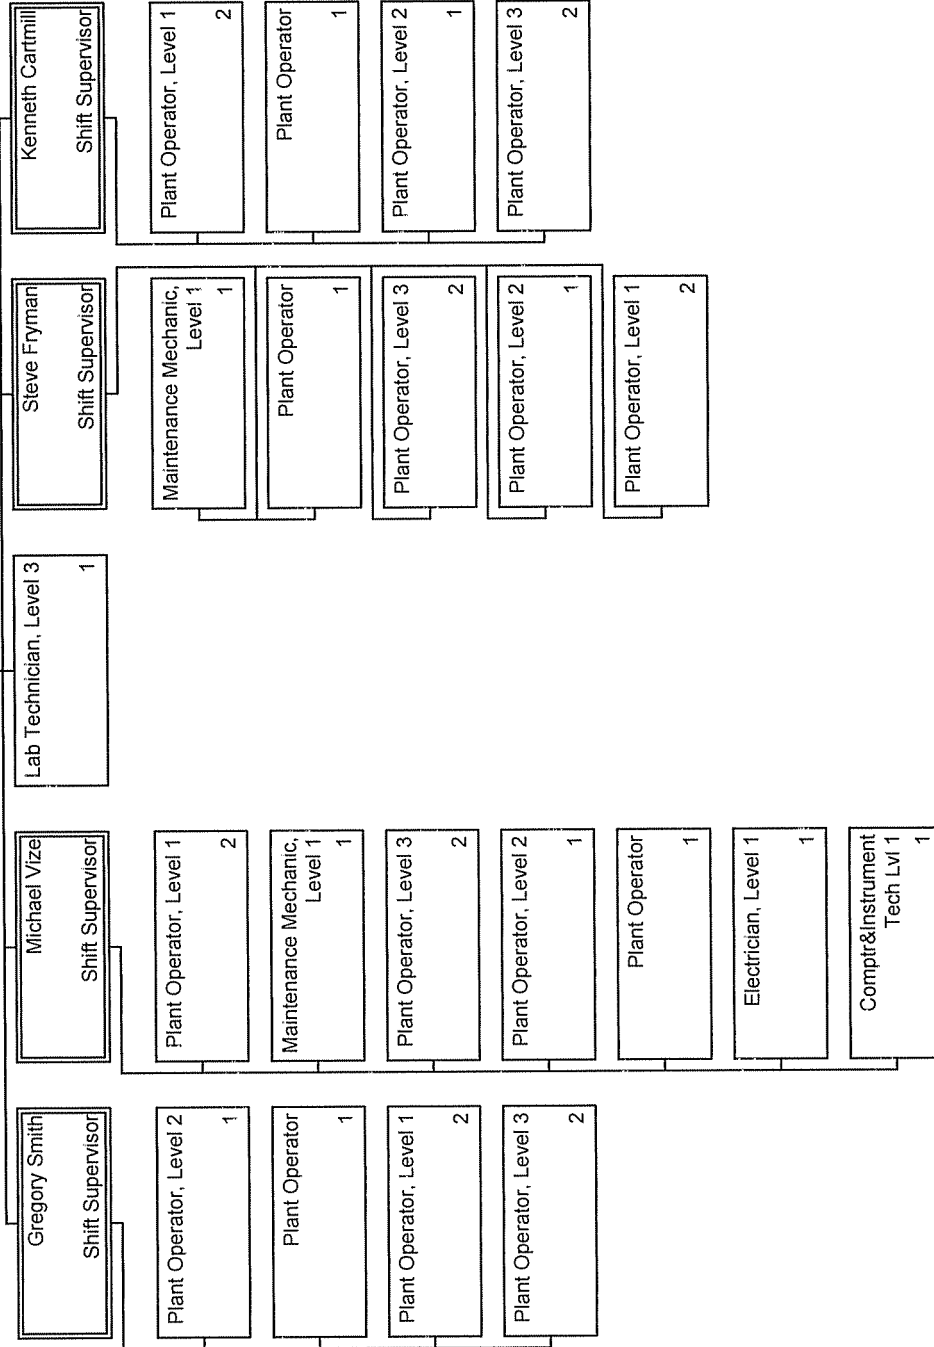 Gregory Smith
Shift Supervisor
Plant Operator, Level 2
1
Plant Operator
1
Plant Operator, Level 1
2
Plant Operator, Level 3
2
Michael Vize
Shift Supervisor
Plant Operator, Level 1
2
Maintenance Mechanic,
Level 1
1
Plant Operator, Level 3
2
Plant Operator, Level 2
1
Plant Operator
1
Electrician, Level 1
1
Comptr&Instrument
Tech Lvl 1
1
Lab Technician, Level 3
1
Steve Fryman
Shift Supervisor
Maintenance Mechanic,
Level 1
1
Plant Operator
1
Plant Operator, Level 3
2
Plant Operator, Level 2
1
Plant Operator, Level 1
2
Kenneth Cartmill
Shift Supervisor
Plant Operator, Level 1
2
Plant Operator
1
Plant Operator, Level 2
1
Plant Operator, Level 3
2